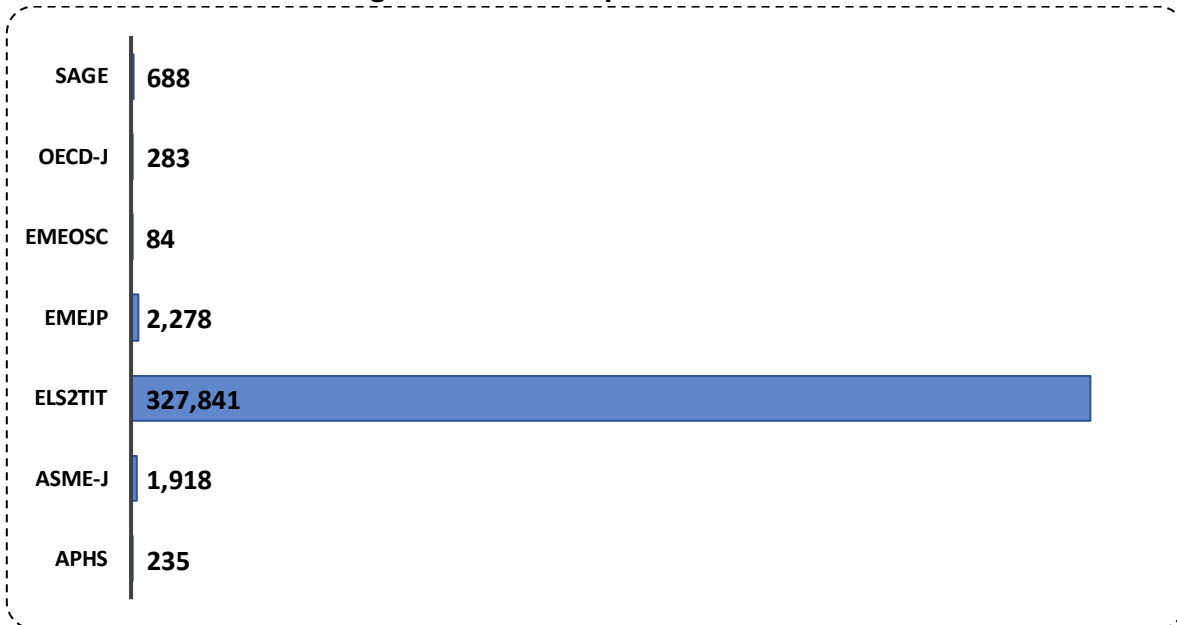 SAGE 688
OECD-J 283
EMEOSC 84
EMEJP 2,278
ELS2TIT 327,841
ASME-J 1,918
APHS 235